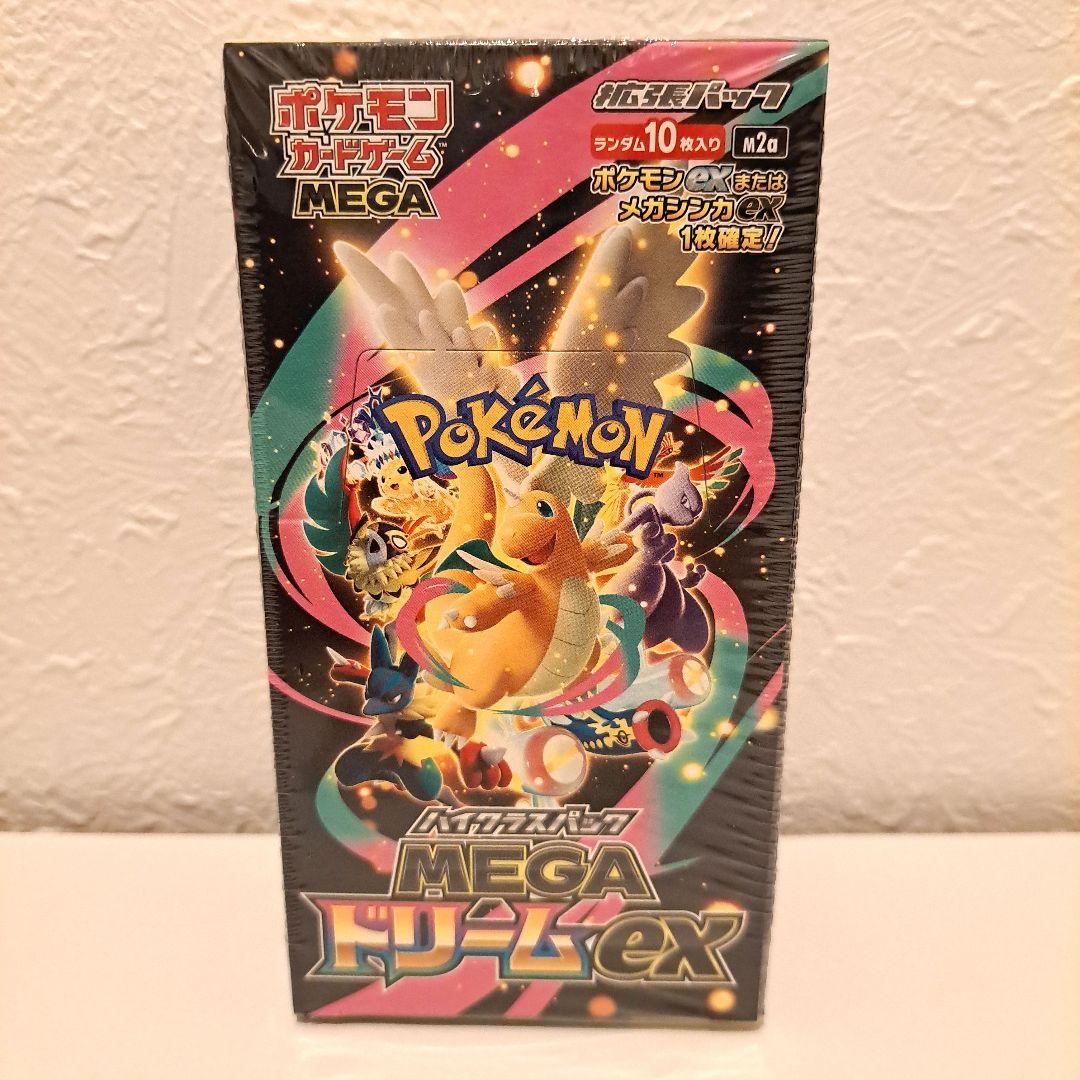 ポケモン
カードゲーム™
MEGA
拡張パック
ランダム10枚入り M2a
ポケモンexまたは
メガシンカex
1枚確定!
POKéMON™
ハイクラスパック
MEGA
ドリームex